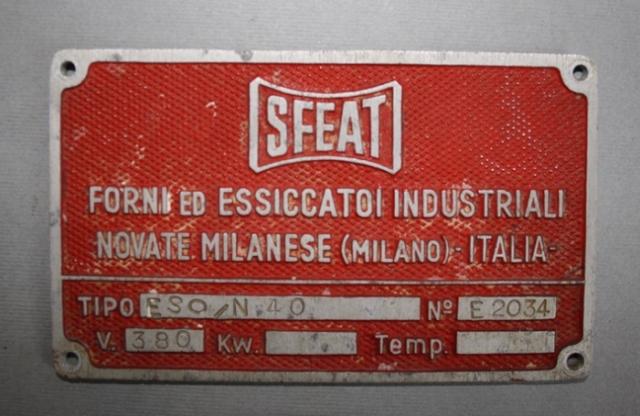 SFEAT
FORNI ED ESSICCATOI INDUSTRIALI
NOVATE MILANESE (MILANO) - ITALIA -
TIPO ESO/N.40 Nº E 2034
V. 380 Kw. Temp.